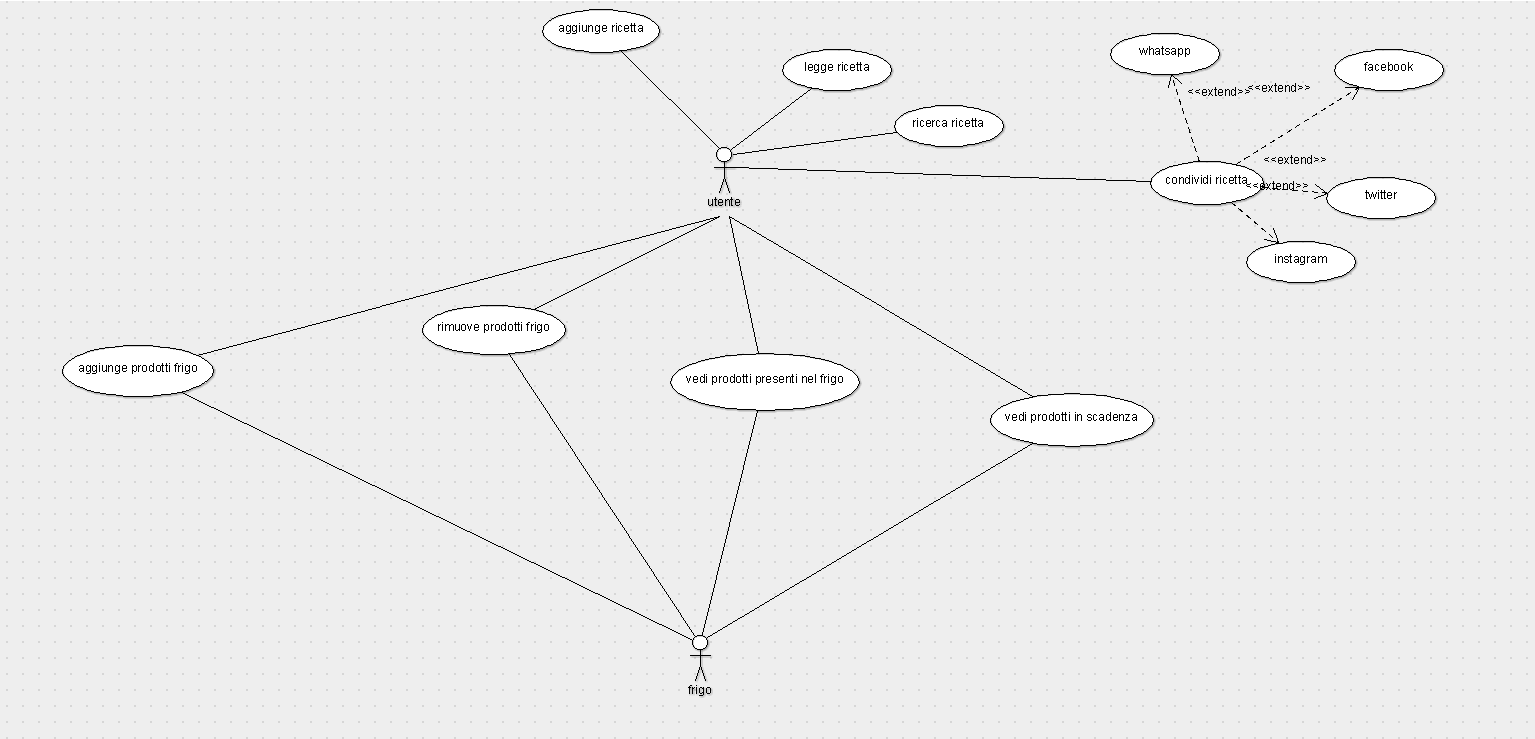 aggiunge ricetta
legge ricetta
ricerca ricetta
whatsapp
facebook
<<extend>>
<<extend>>
<<extend>>
<<extend>>
condividi ricetta
twitter
instagram
utente
aggiunge prodotti frigo
rimuove prodotti frigo
vedi prodotti presenti nel frigo
vedi prodotti in scadenza
frigo